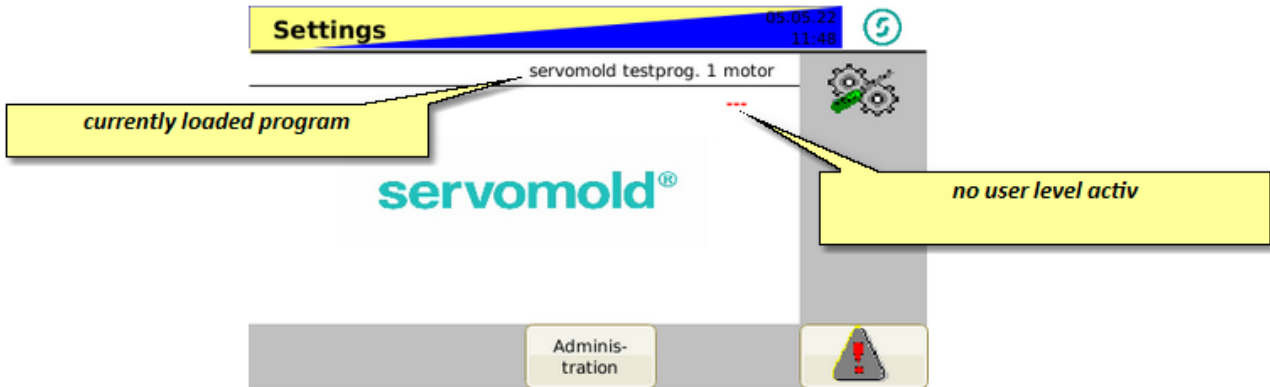 Settings
05.05.22
11:48
servomold testprog. 1 motor
---
currently loaded program
no user level activ
servomold®
Adminis-
tration